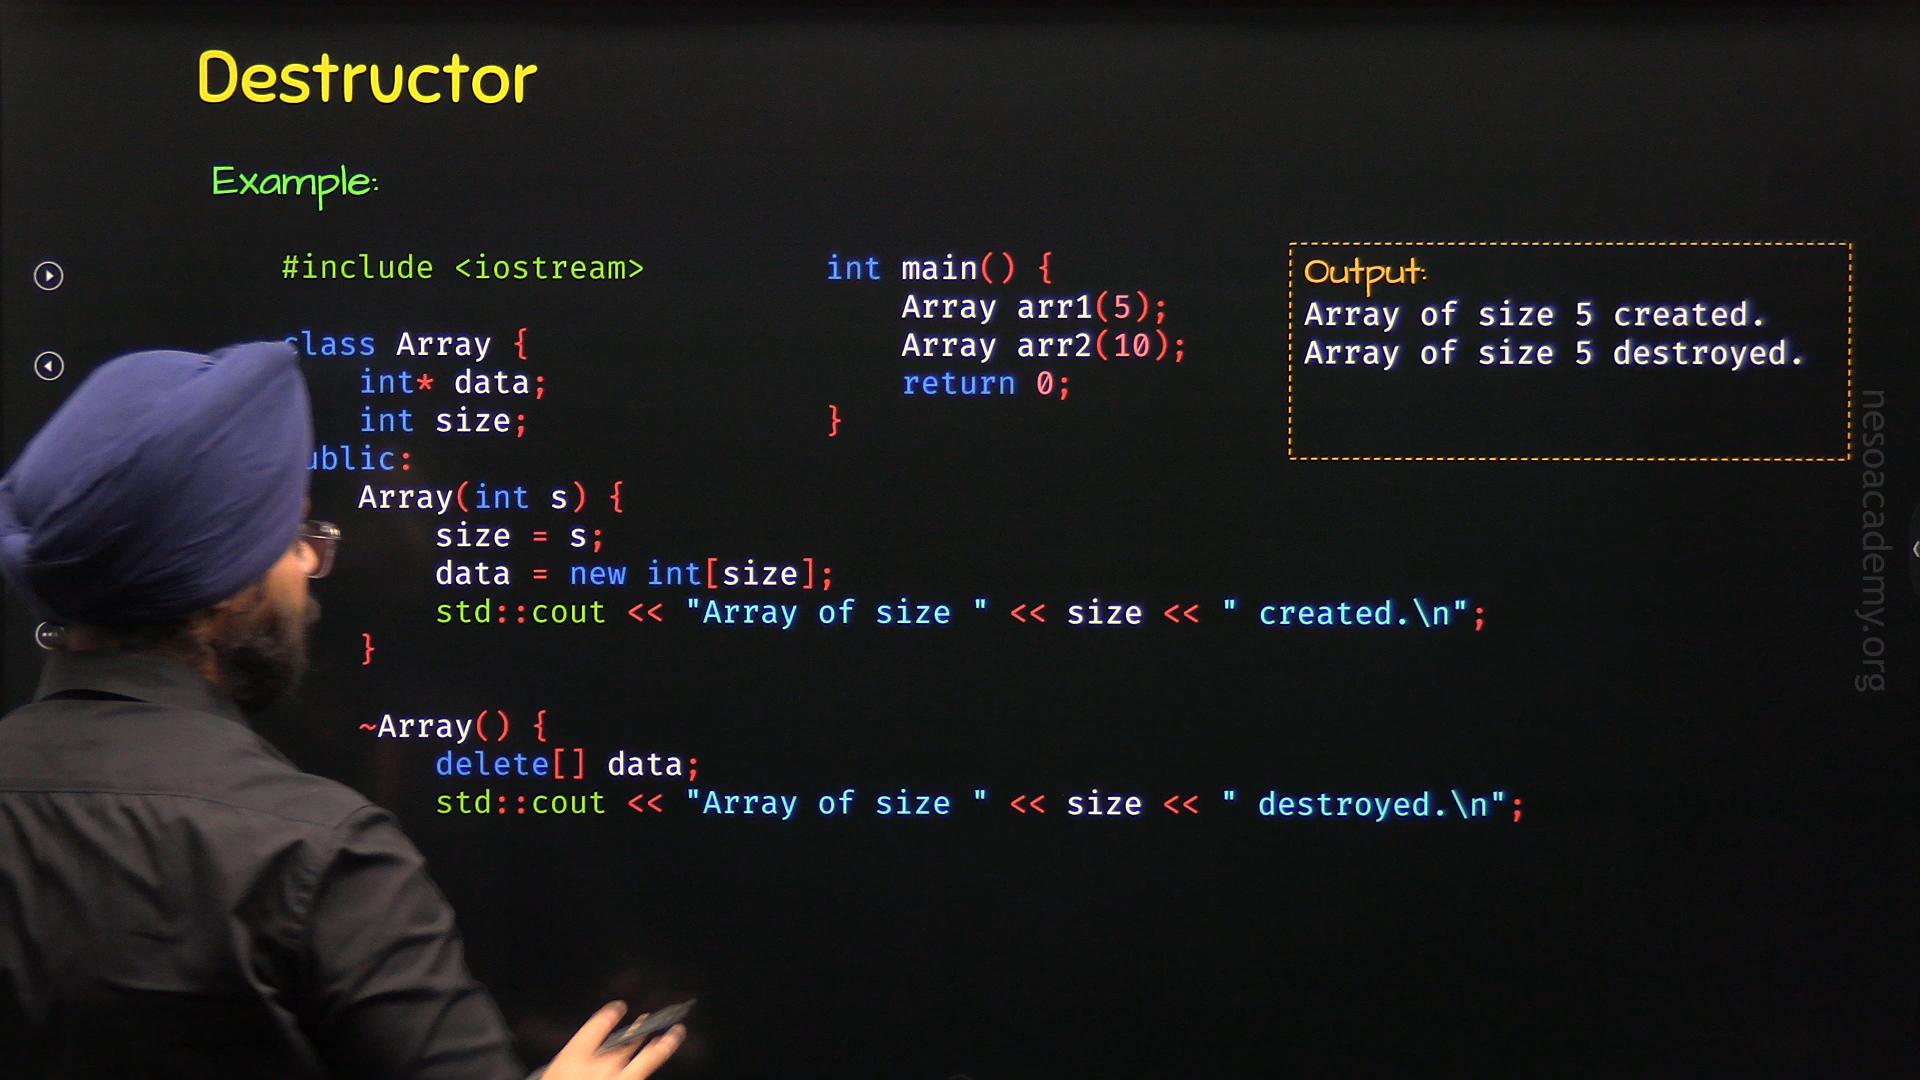 Destructor
Example:
#include <iostream>
class Array {
int* data;
int size;
public:
Array(int s) {
size = s;
data = new int[size];
std::cout << "Array of size " << size << " created.\n";
}
~Array() {
delete[] data;
std::cout << "Array of size " << size << " destroyed.\n";
int main() {
Array arr1(5);
Array arr2(10);
return 0;
}
Output:
Array of size 5 created.
Array of size 5 destroyed.
nesoacademy.org